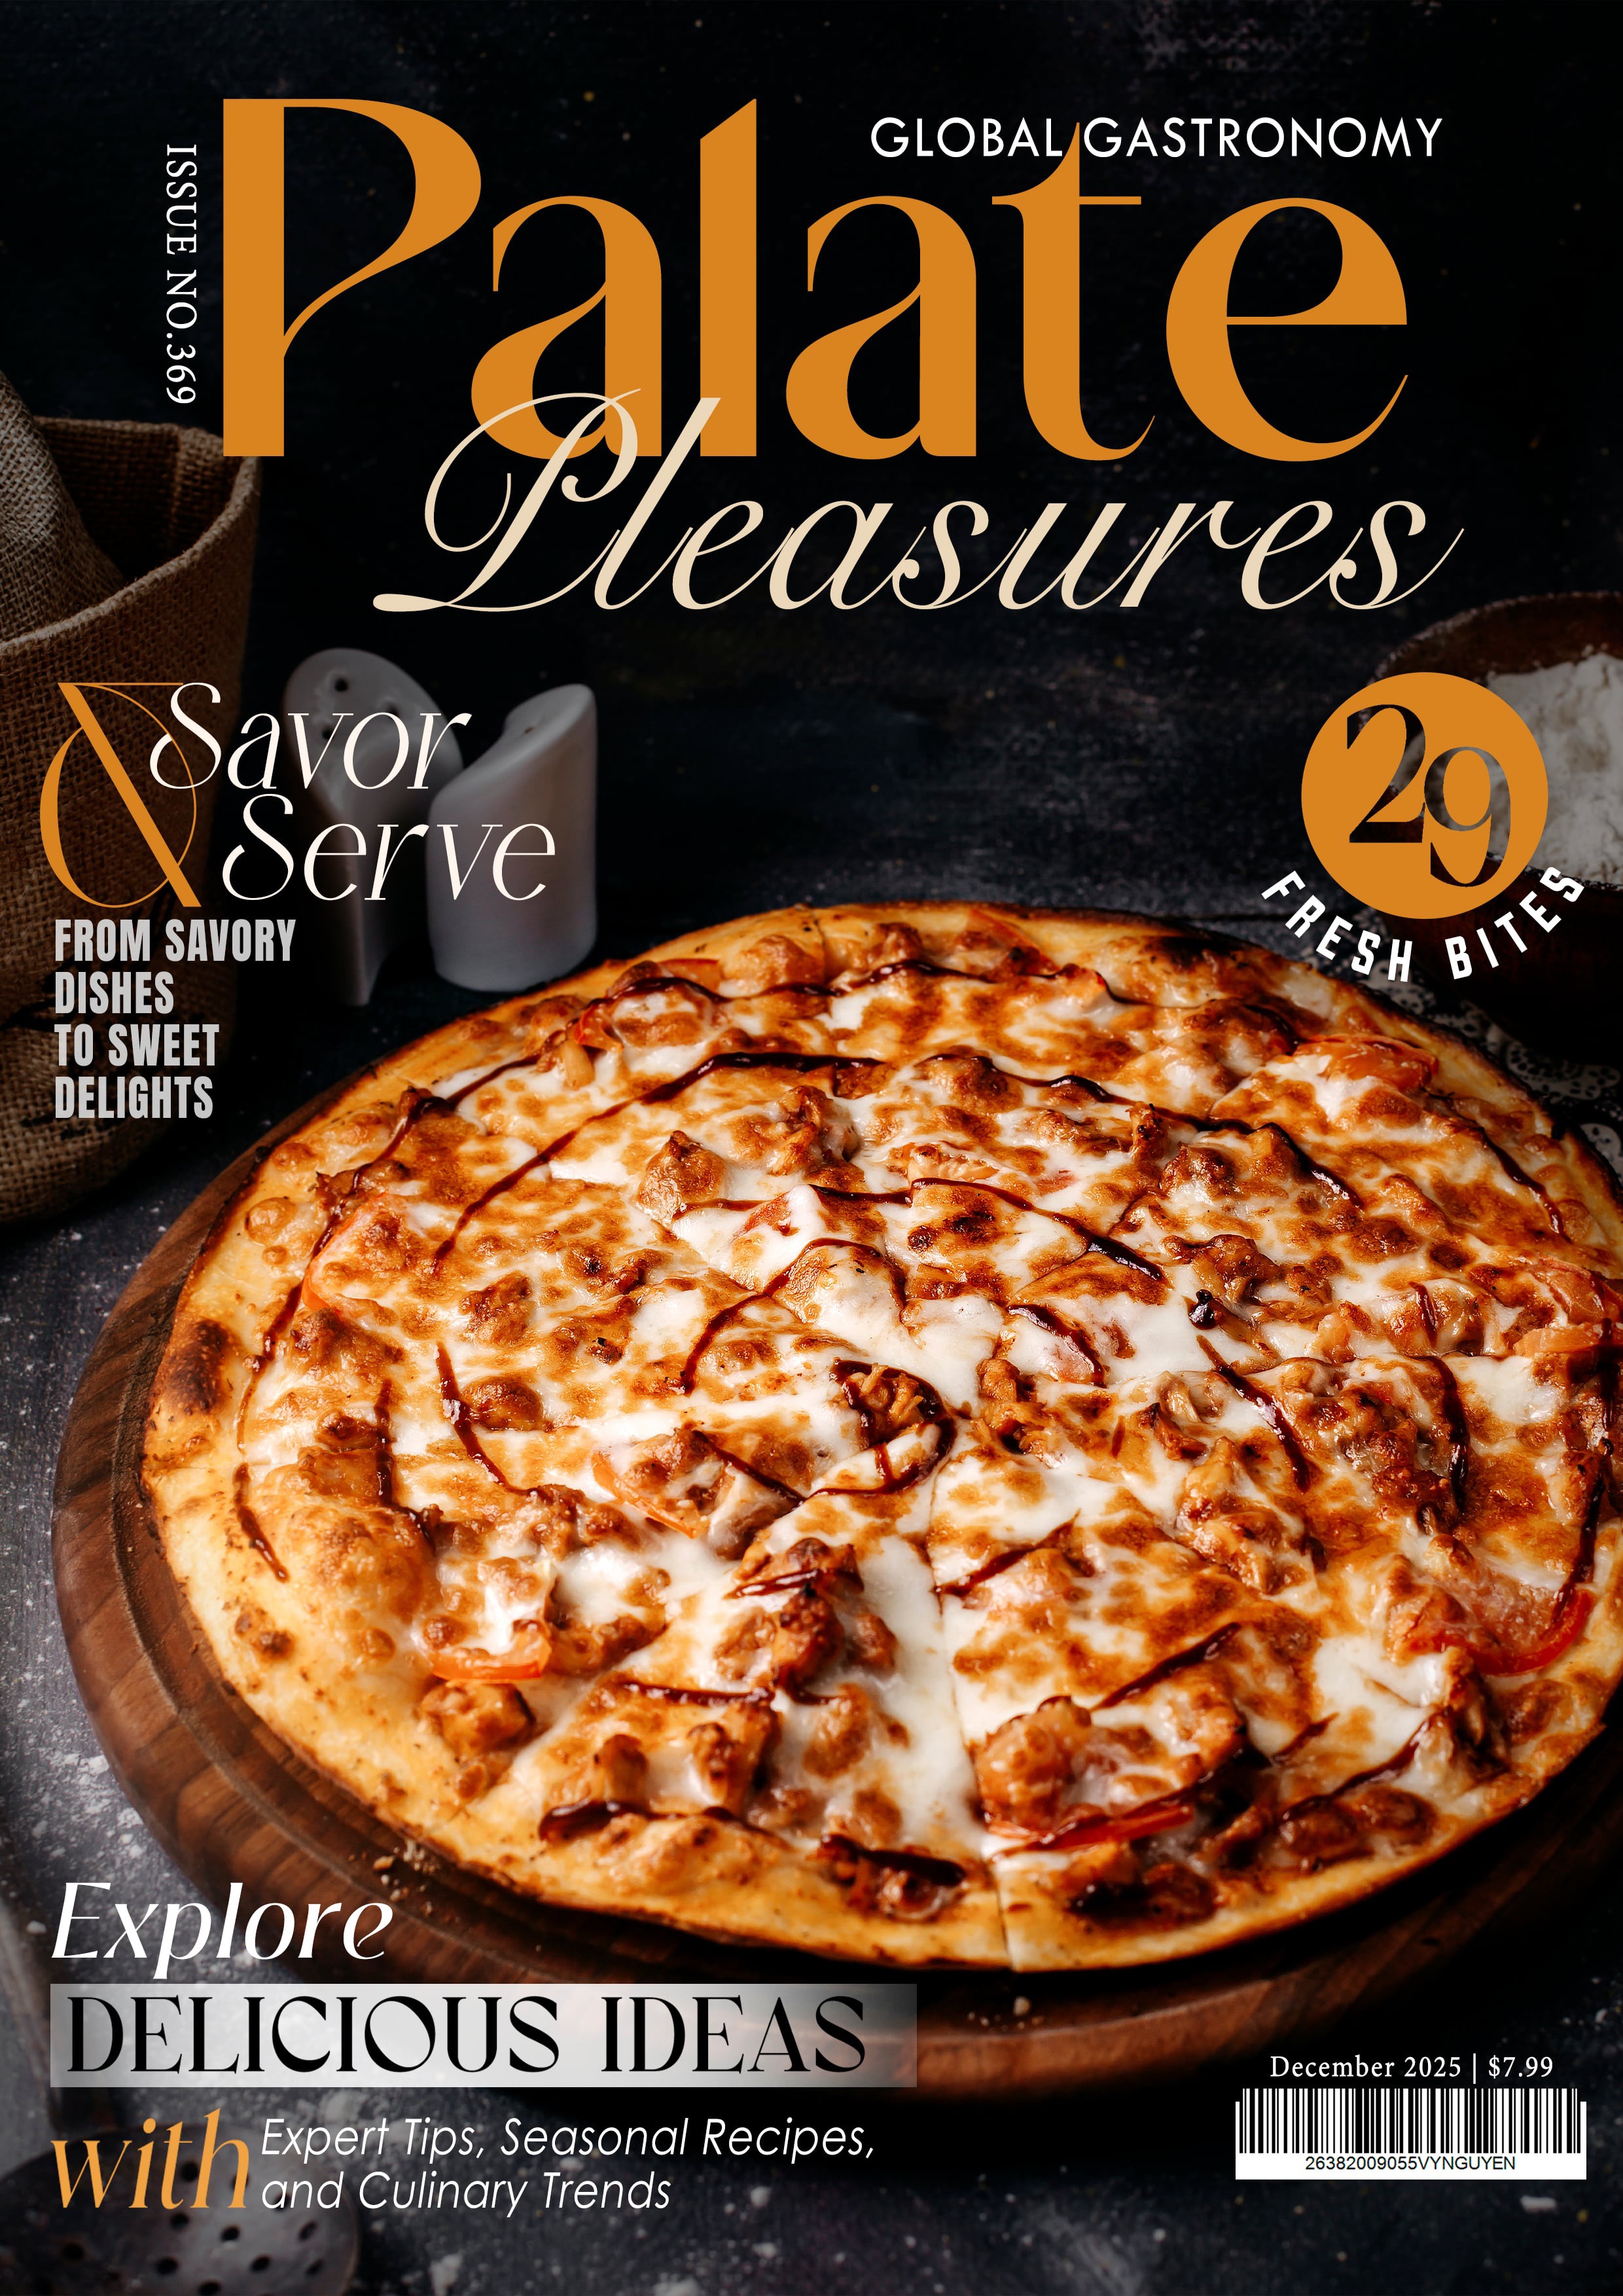 GLOBAL GASTRONOMY
ISSUE NO.369
Palate
Pleasures
& Savor
Serve
FROM SAVORY
DISHES
TO SWEET
DELIGHTS
29
FRESH BITES
Explore
DELICIOUS IDEAS
with Expert Tips, Seasonal Recipes,
and Culinary Trends
December 2025 | $7.99
26382009055VYNGUYEN